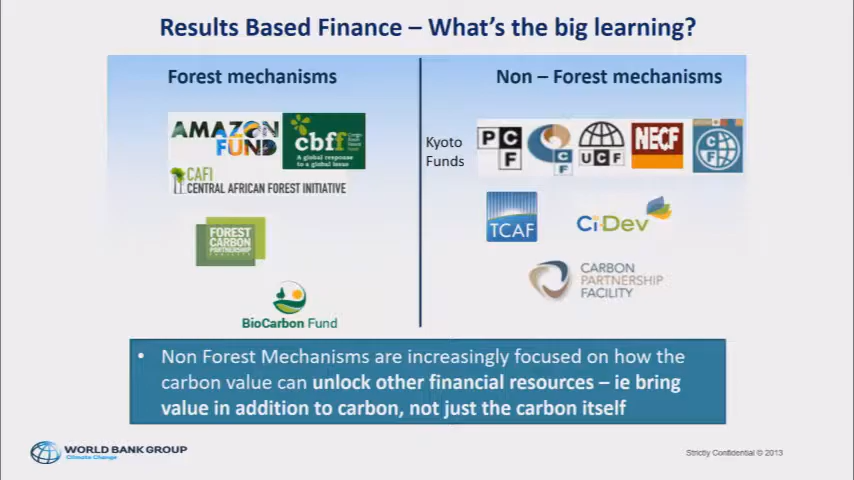 Results Based Finance – What's the big learning?
Forest mechanisms
AMAZON
FUND
cbff
A global response
to a global issue
CAFI
CENTRAL AFRICAN FOREST INITIATIVE
FOREST
CARBON
PARTNERSHIP
BioCarbon Fund
Non – Forest mechanisms
Kyoto
Funds
P C
F
C
F
UCF
NECF
C
F
TCAF
Ci-Dev
CARBON
PARTNERSHIP
FACILITY
• Non Forest Mechanisms are increasingly focused on how the
carbon value can unlock other financial resources – ie bring
value in addition to carbon, not just the carbon itself
WORLD BANK GROUP
Climate Change
Strictly Confidential © 2013